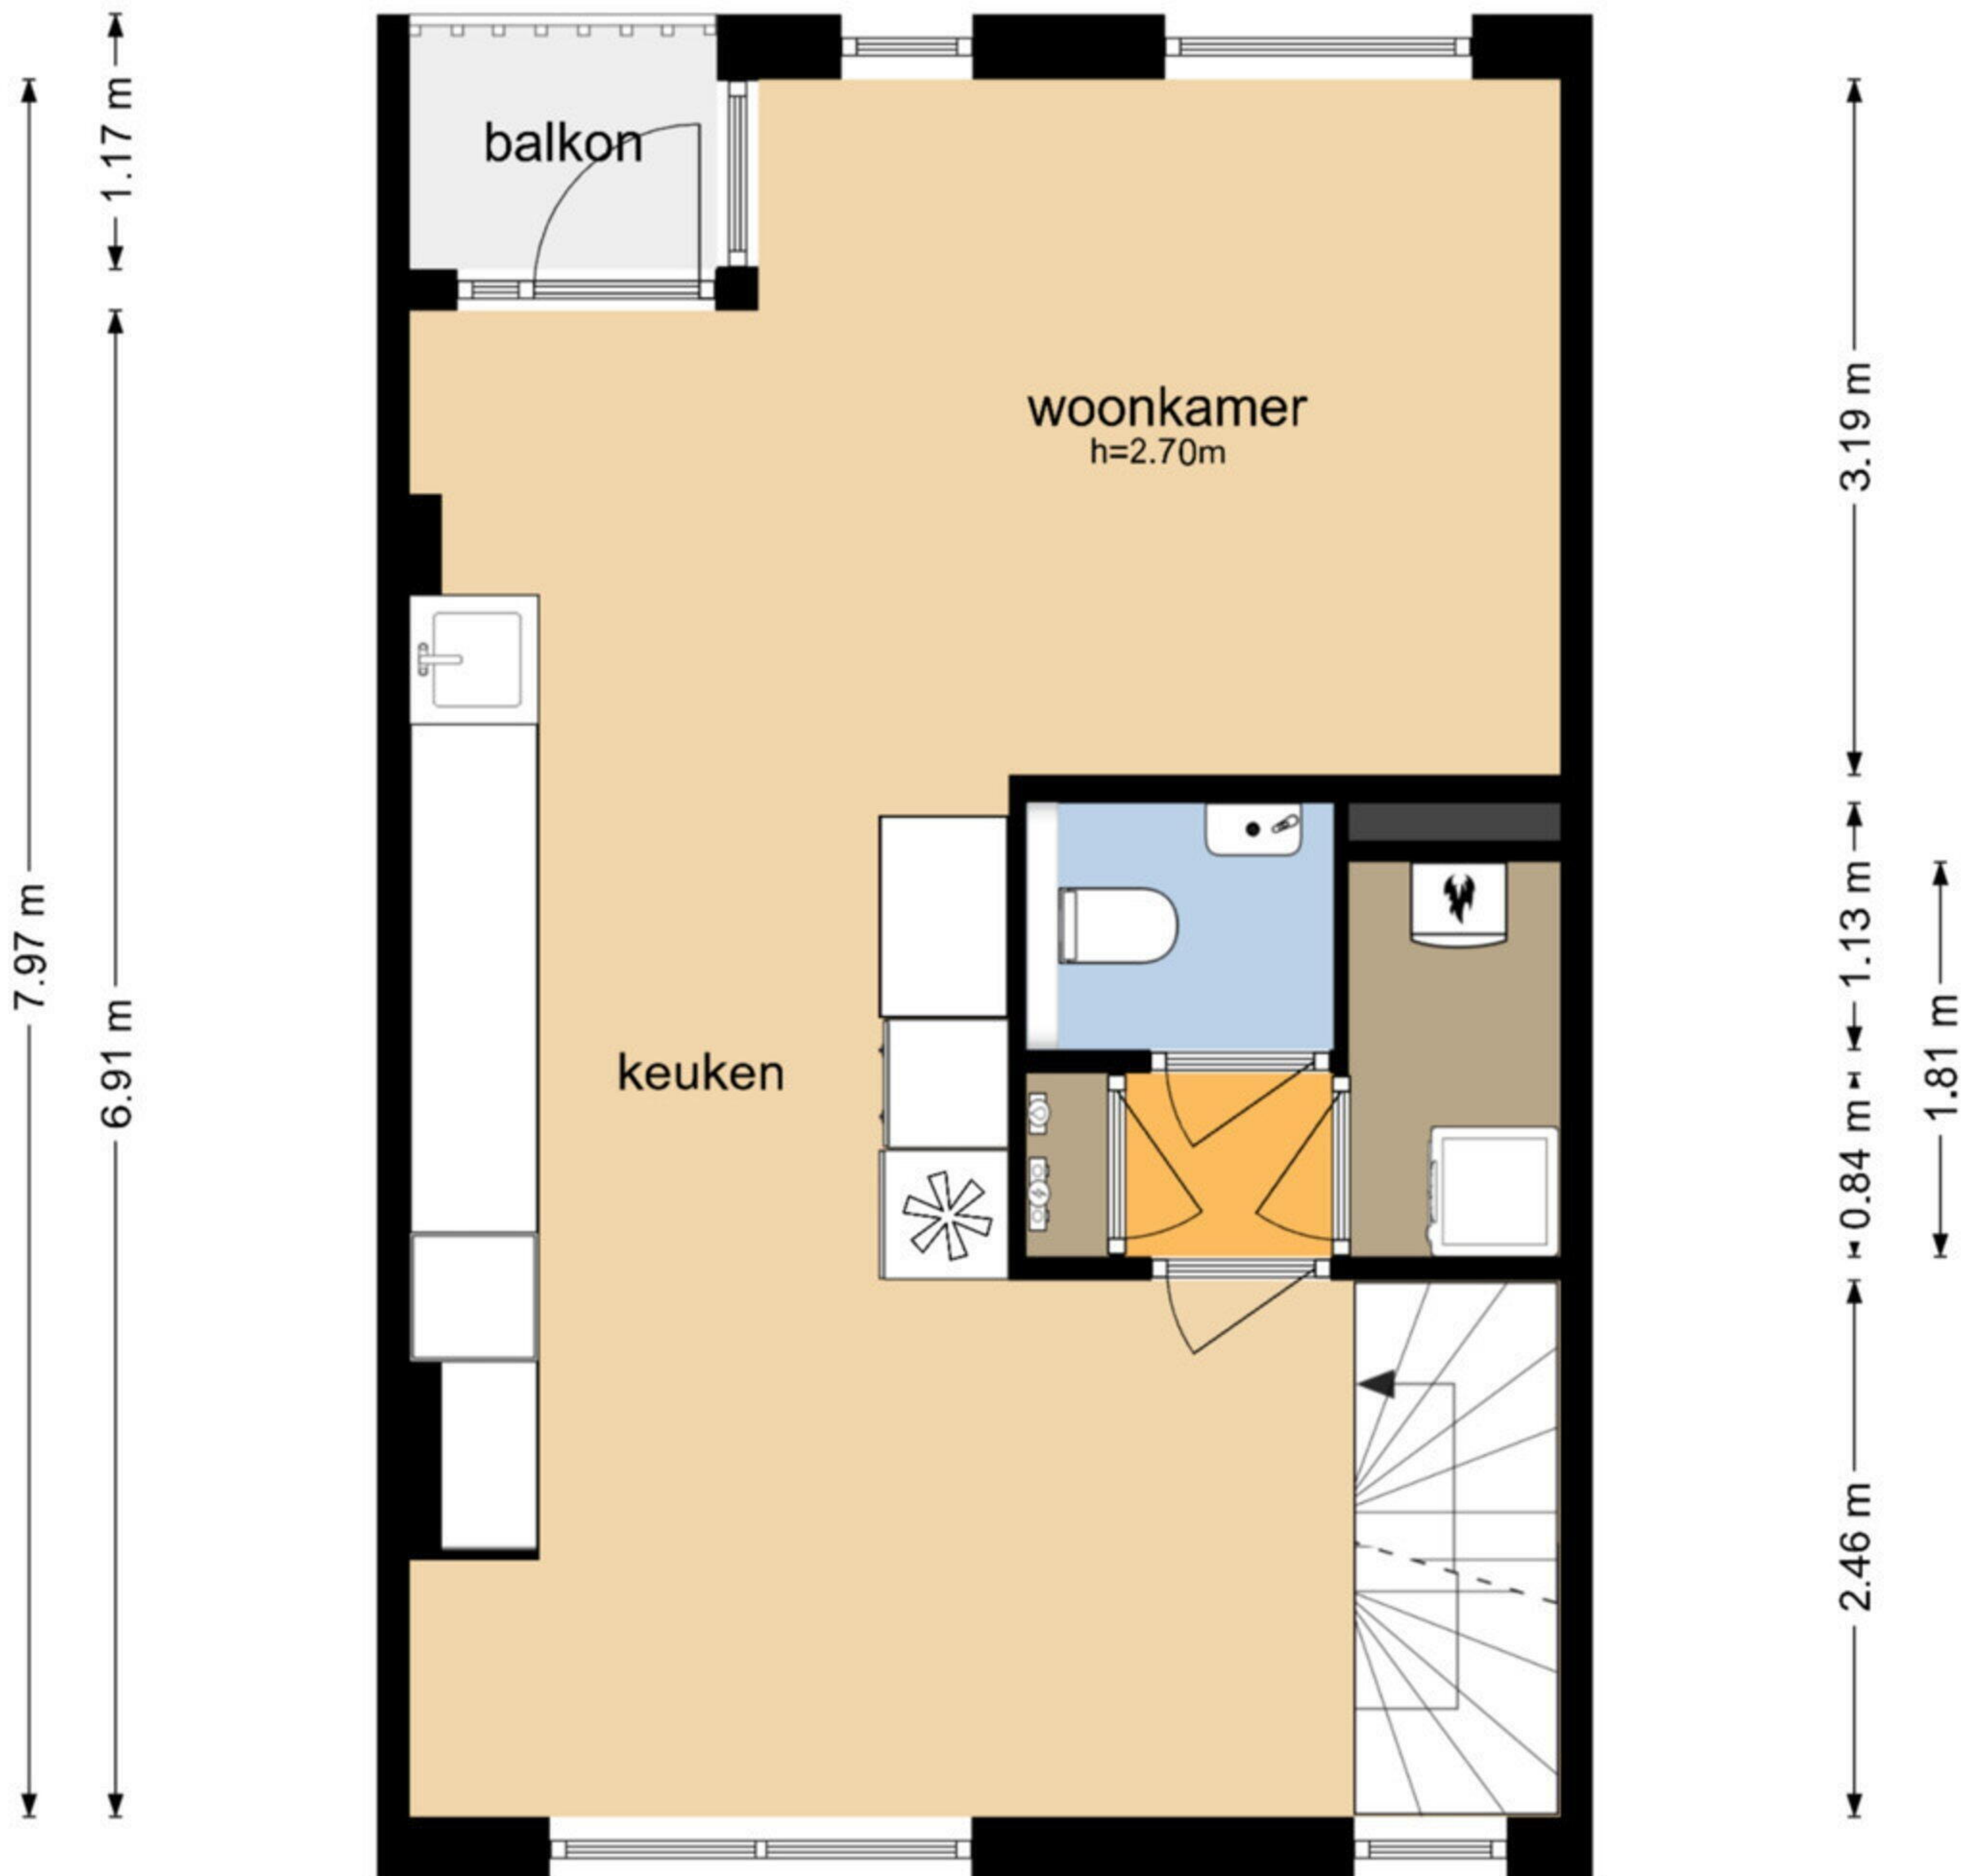 balkon
woonkamer
h=2.70m
keuken
7.97 m
1.17 m
6.91 m
3.19 m
1.13 m
0.84 m
1.81 m
2.46 m